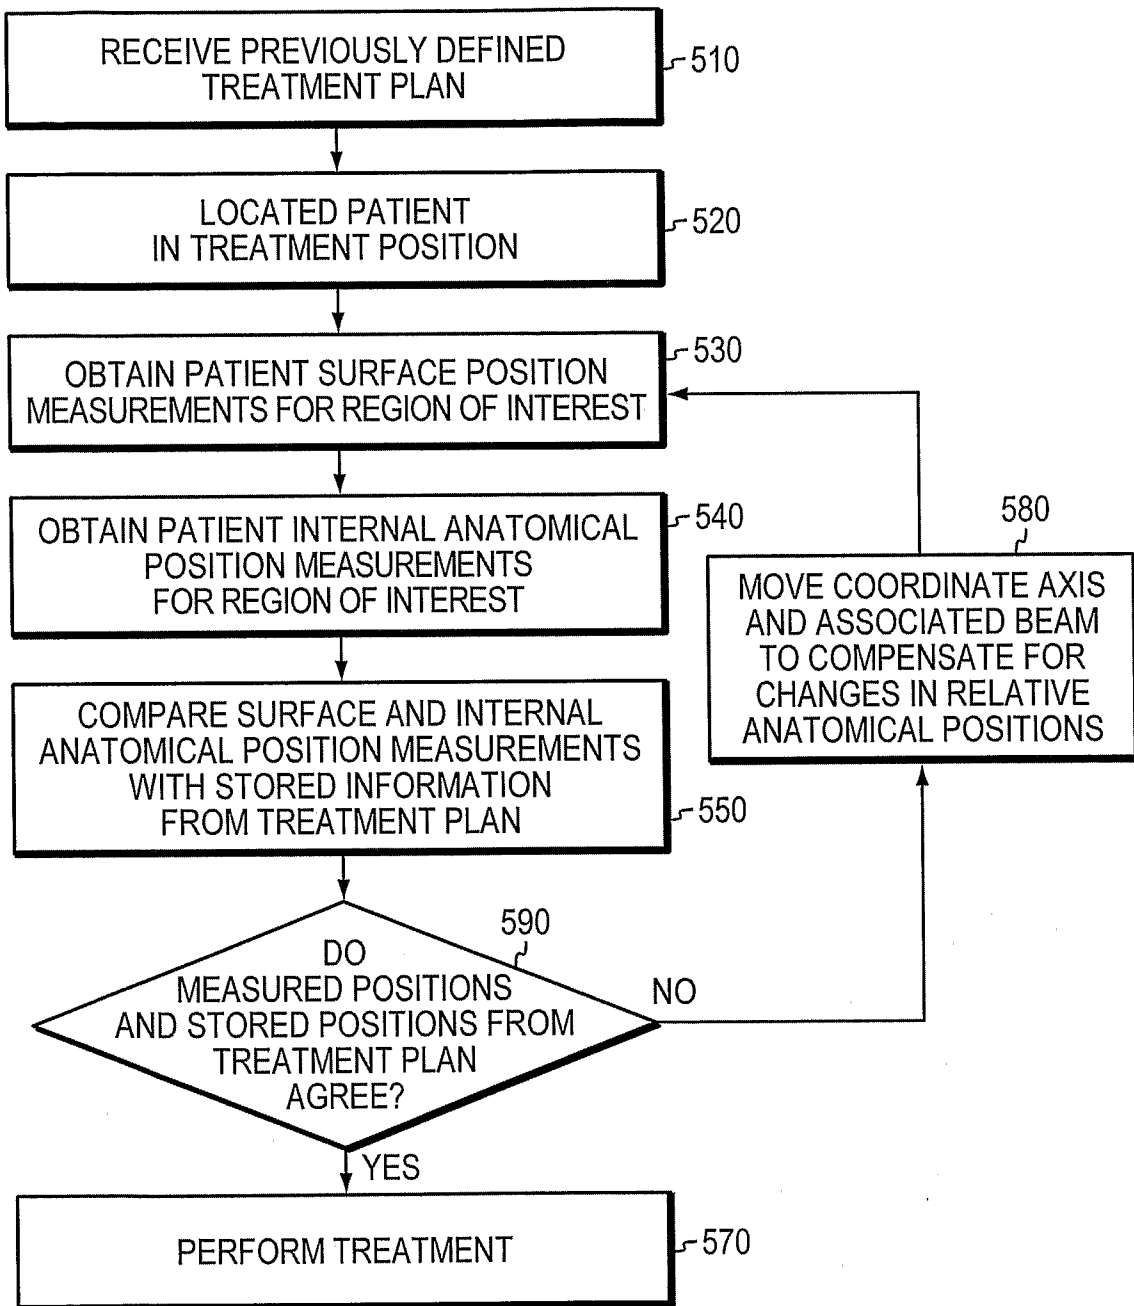 RECEIVE PREVIOUSLY DEFINED
TREATMENT PLAN
510
LOCATED PATIENT
IN TREATMENT POSITION
520
OBTAIN PATIENT SURFACE POSITION
MEASUREMENTS FOR REGION OF INTEREST
530
OBTAIN PATIENT INTERNAL ANATOMICAL
POSITION MEASUREMENTS
FOR REGION OF INTEREST
540
580
MOVE COORDINATE AXIS
AND ASSOCIATED BEAM
TO COMPENSATE FOR
CHANGES IN RELATIVE
ANATOMICAL POSITIONS
COMPARE SURFACE AND INTERNAL
ANATOMICAL POSITION MEASUREMENTS
WITH STORED INFORMATION
FROM TREATMENT PLAN
550
590
DO
MEASURED POSITIONS
AND STORED POSITIONS FROM
TREATMENT PLAN
AGREE?
NO
YES
PERFORM TREATMENT
570